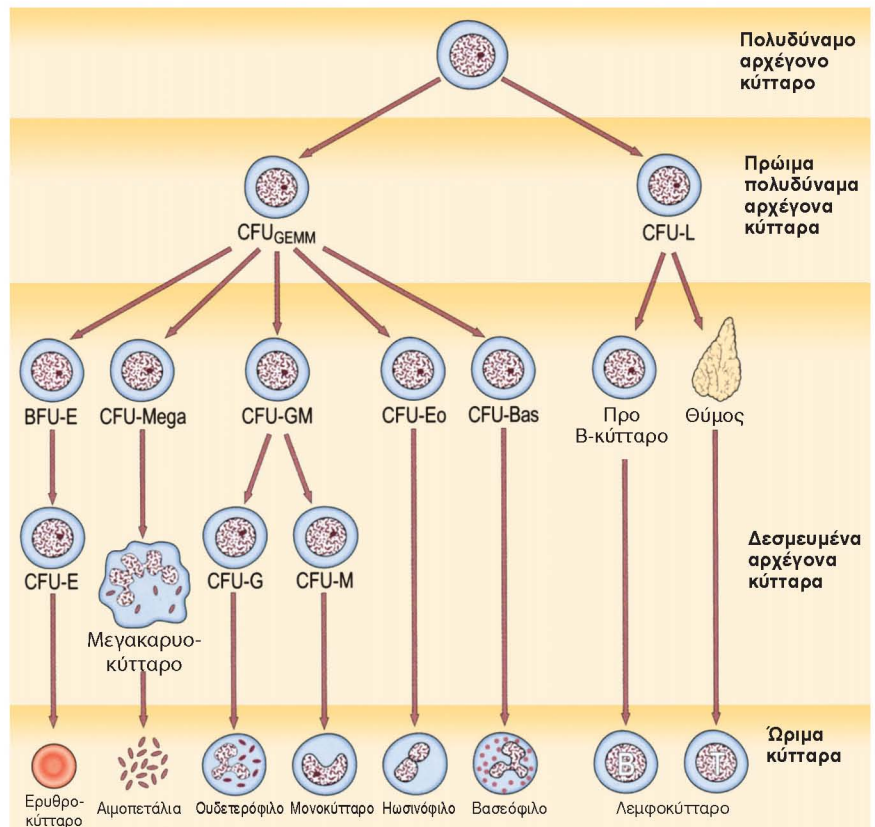 Πολυδύναμο
αρχέγονο
κύτταρο
Πρώιμα
πολυδύναμα
αρχέγονα
κύτταρα
CFU_GEMM
CFU-L
BFU-E
CFU-Mega
CFU-GM
CFU-Eo
CFU-Bas
Προ
Β-κύτταρο
Θύμος
CFU-E
Μεγακαρυο-
κύτταρο
CFU-G
CFU-M
Δεσμευμένα
αρχέγονα
κύτταρα
Ώριμα
κύτταρα
B
T
Ερυθρο-
κύτταρο
Αιμοπετάλια
Ουδετερόφιλο
Μονοκύτταρο
Ηωσινόφιλο
Βασεόφιλο
Λεμφοκύτταρο